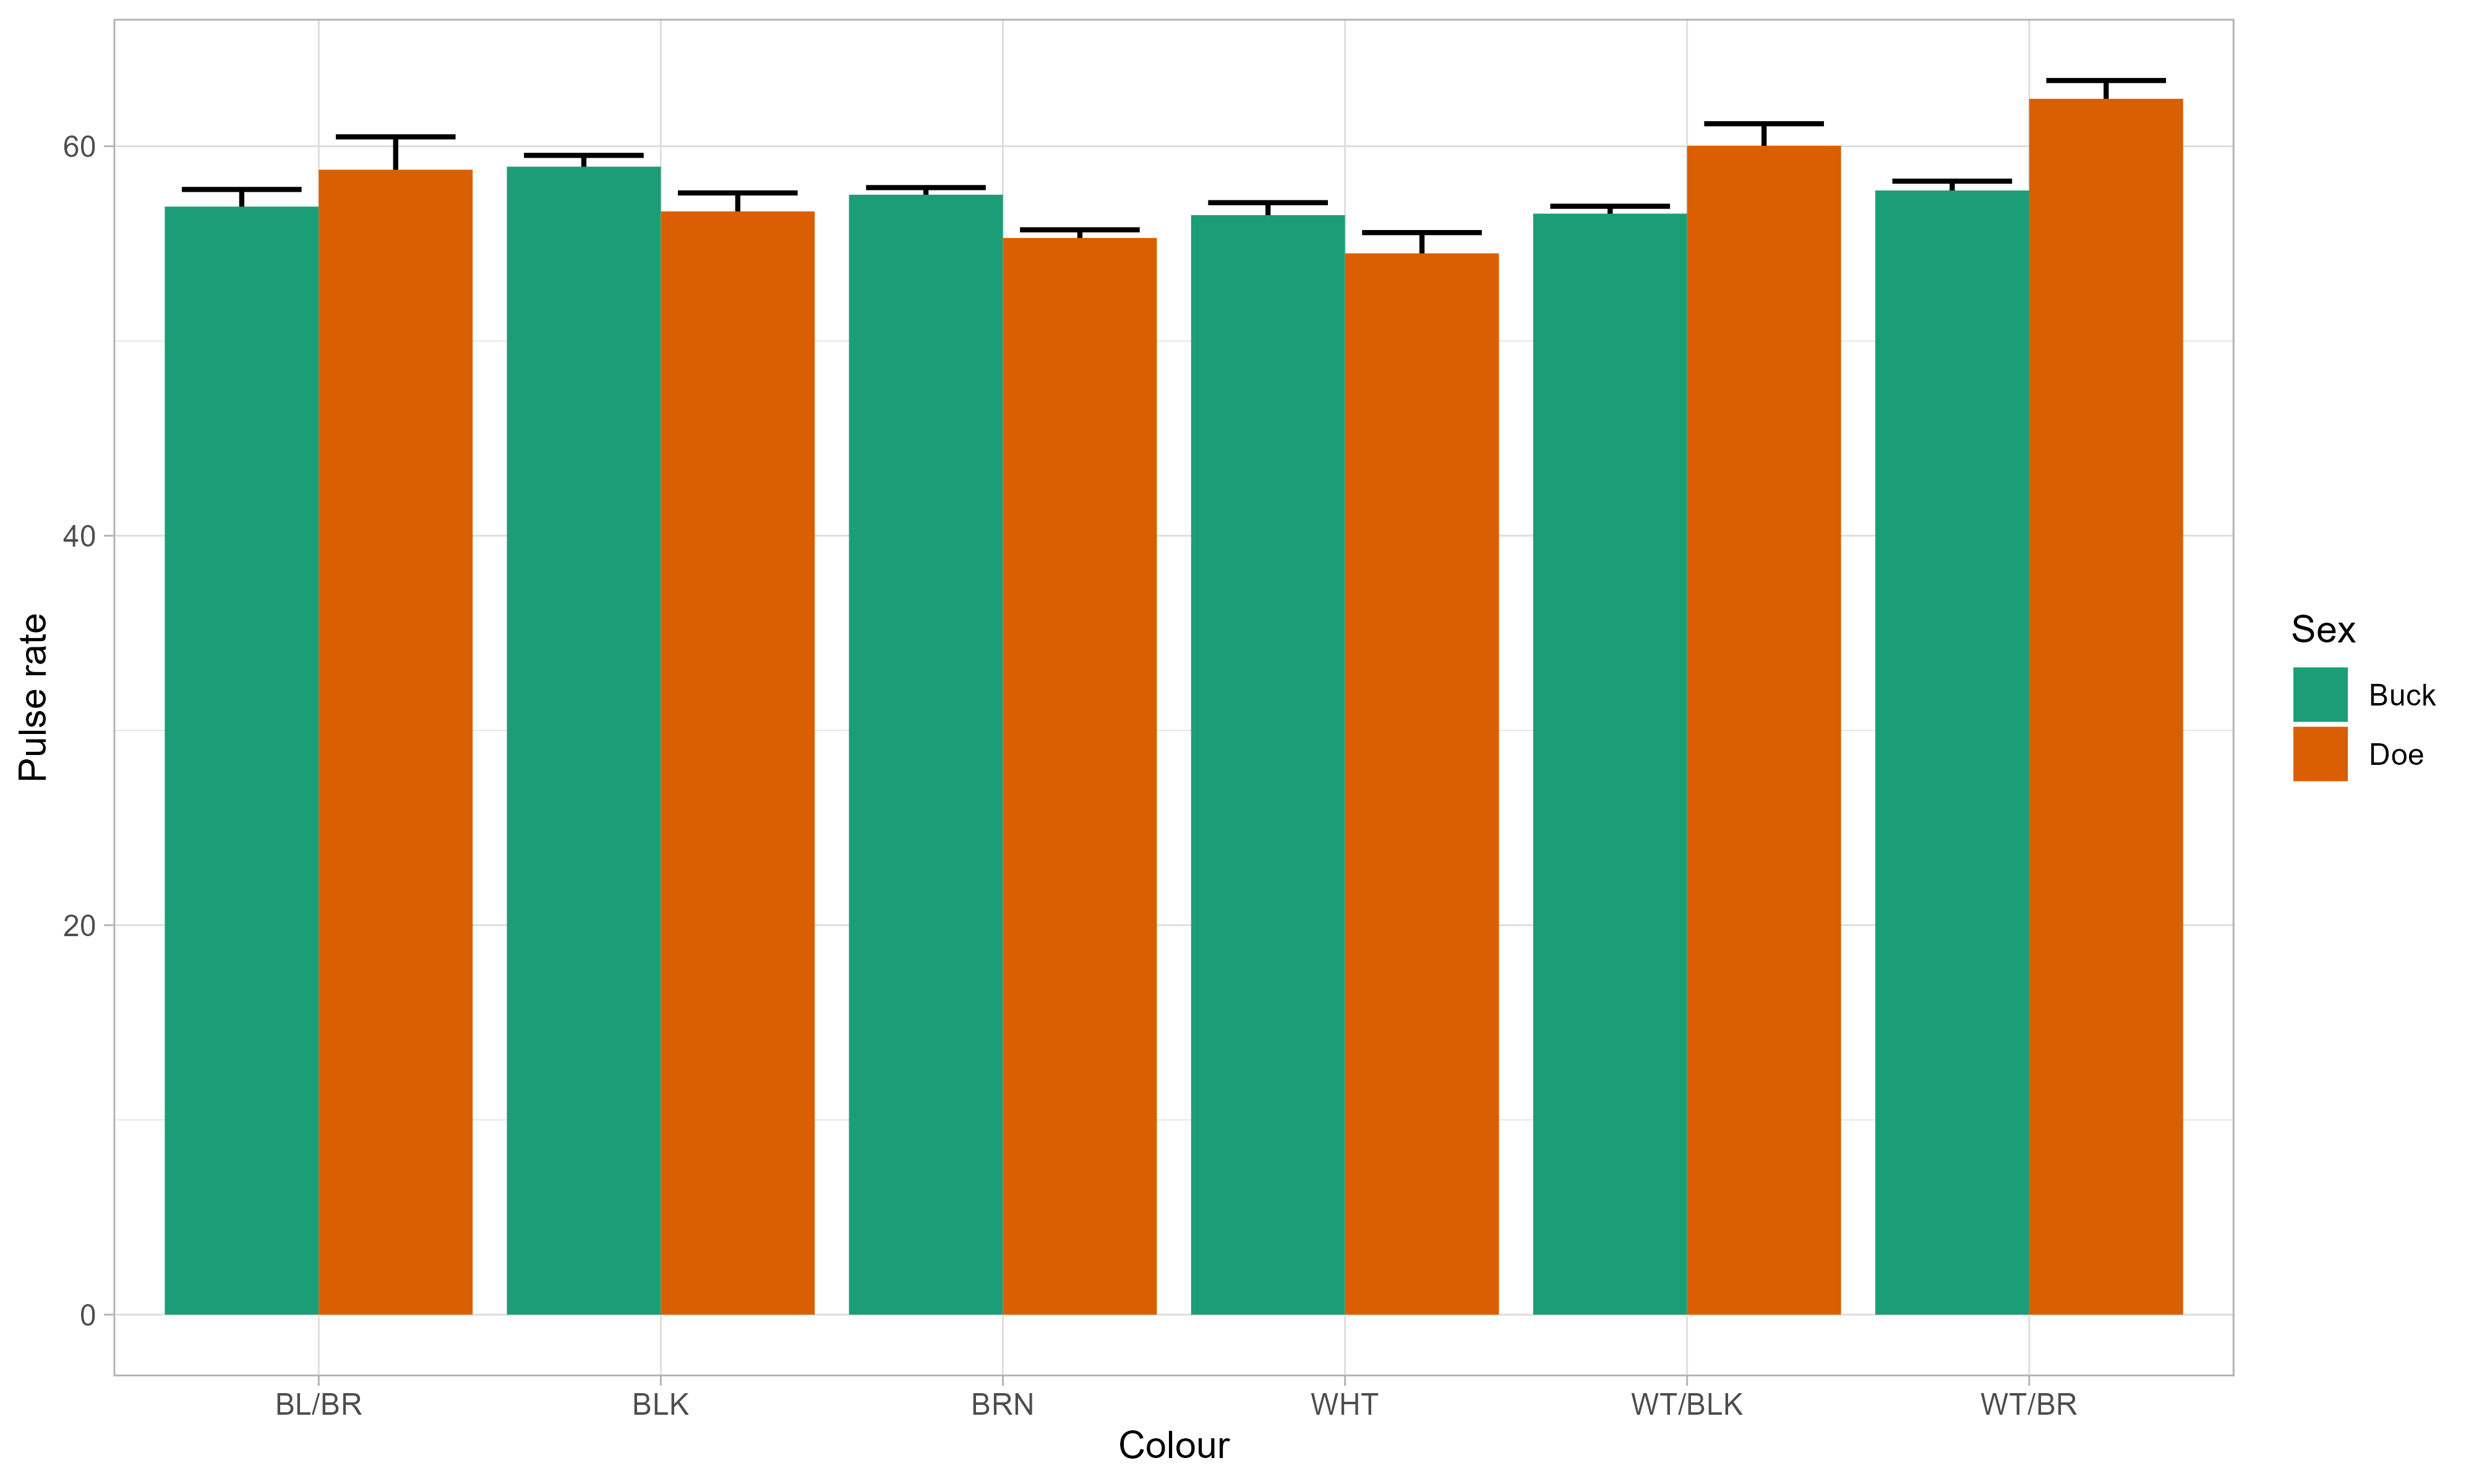 60
40
20
0
Pulse rate
BL/BR BLK BRN WHT WT/BLK WT/BR
Colour
Sex
Buck
Doe